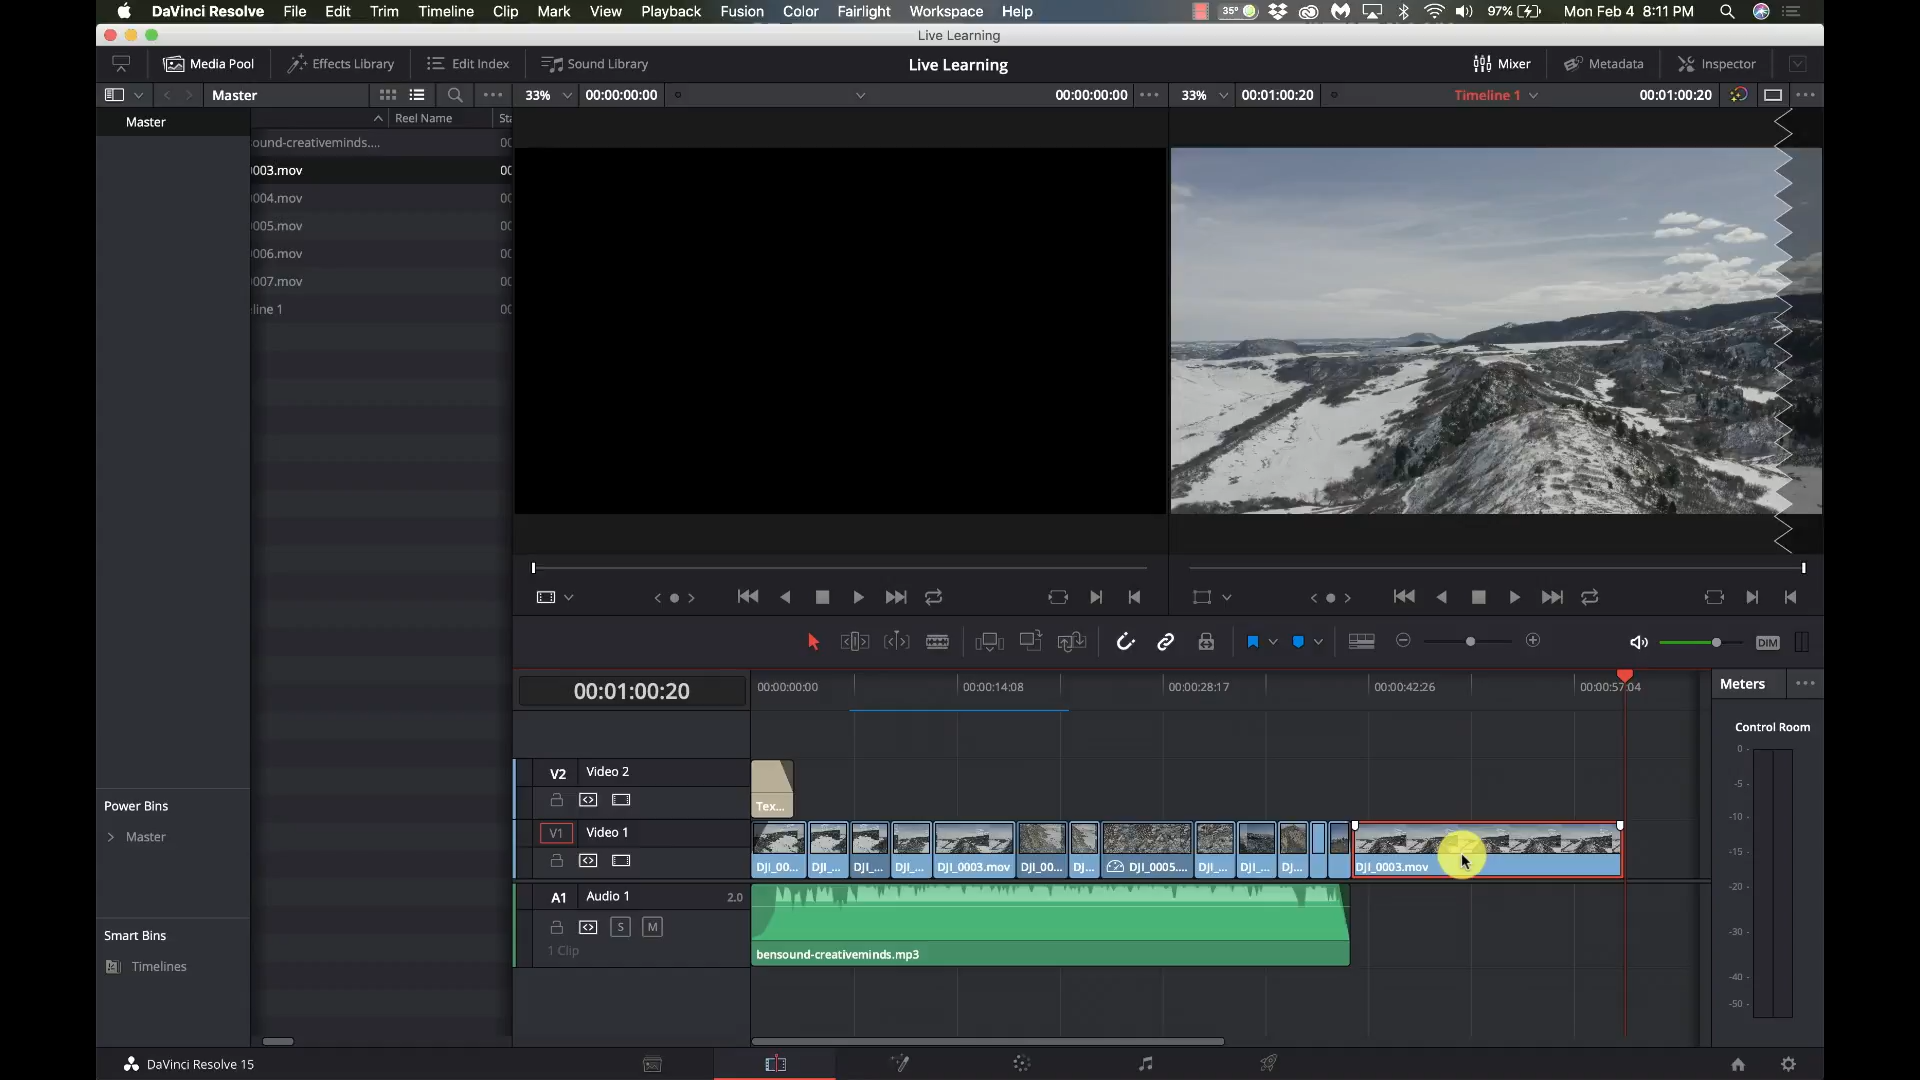 DaVinci Resolve File Edit Trim Timeline Clip Mark View Playback Fusion Color Fairlight Workspace Help 35° 97% Mon Feb 4 8:11 PM
Live Learning
Media Pool Effects Library Edit Index Sound Library Live Learning Mixer Metadata Inspector
Master 33% 00:00:00:00 00:00:00:00 33% 00:01:00:20 Timeline 1 00:01:00:20
Master
Reel Name Sta
ound-creativeminds.... 00
003.mov 00
004.mov 00
005.mov 00
006.mov 00
007.mov 00
line 1 00
DIM
00:01:00:20 00:00:00:00 00:00:14:08 00:00:28:17 00:00:42:26 00:00:57:04 Meters
Control Room
0
-5
-10
-15
-20
-30
-40
-50
V2 Video 2
Tex...
V1 Video 1
DJI_00... DJI_... DJI_... DJI_... DJI_0003.mov DJI_00... DJ... DJI_0005.... DJI_... DJI_... DJ... DJI_0003.mov
A1 Audio 1 2.0
S M
1 Clip
bensound-creativeminds.mp3
Power Bins
Master
Smart Bins
Timelines
DaVinci Resolve 15